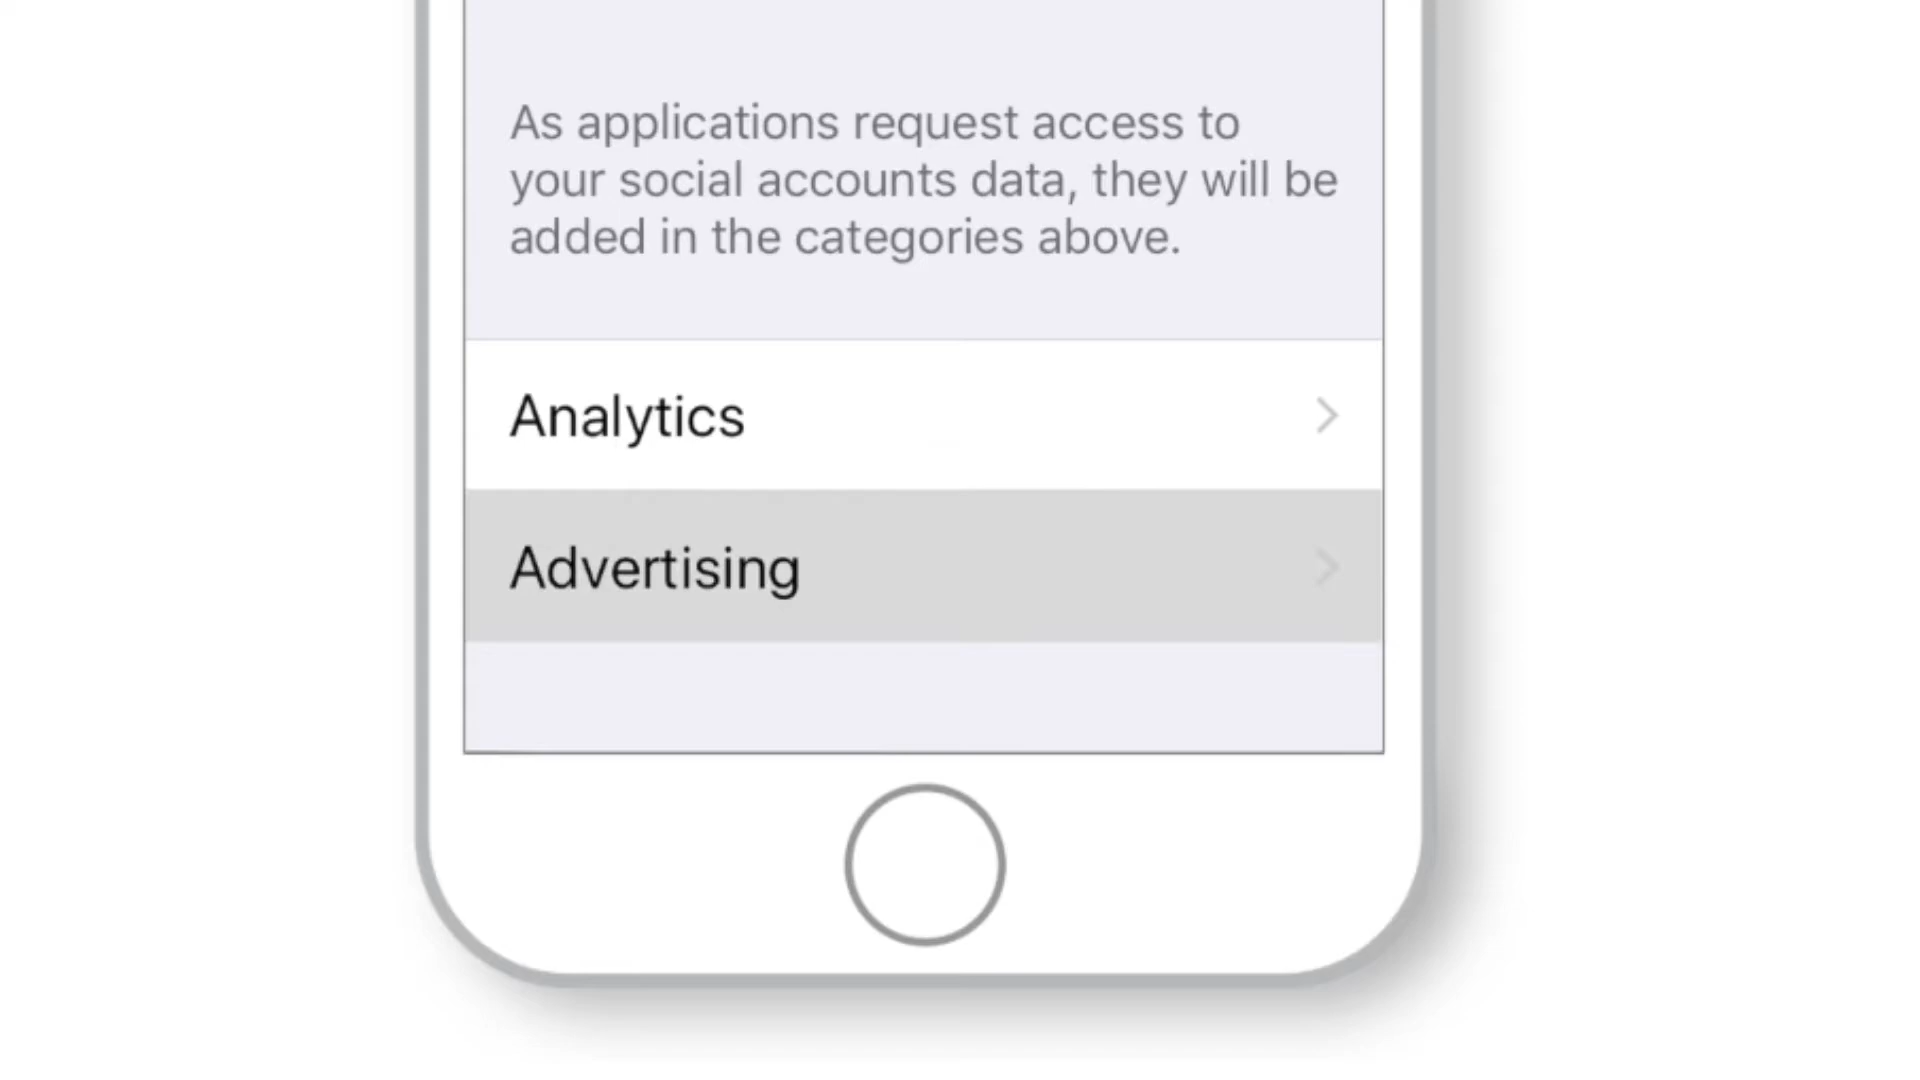 As applications request access to
your social accounts data, they will be
added in the categories above.
Analytics
Advertising